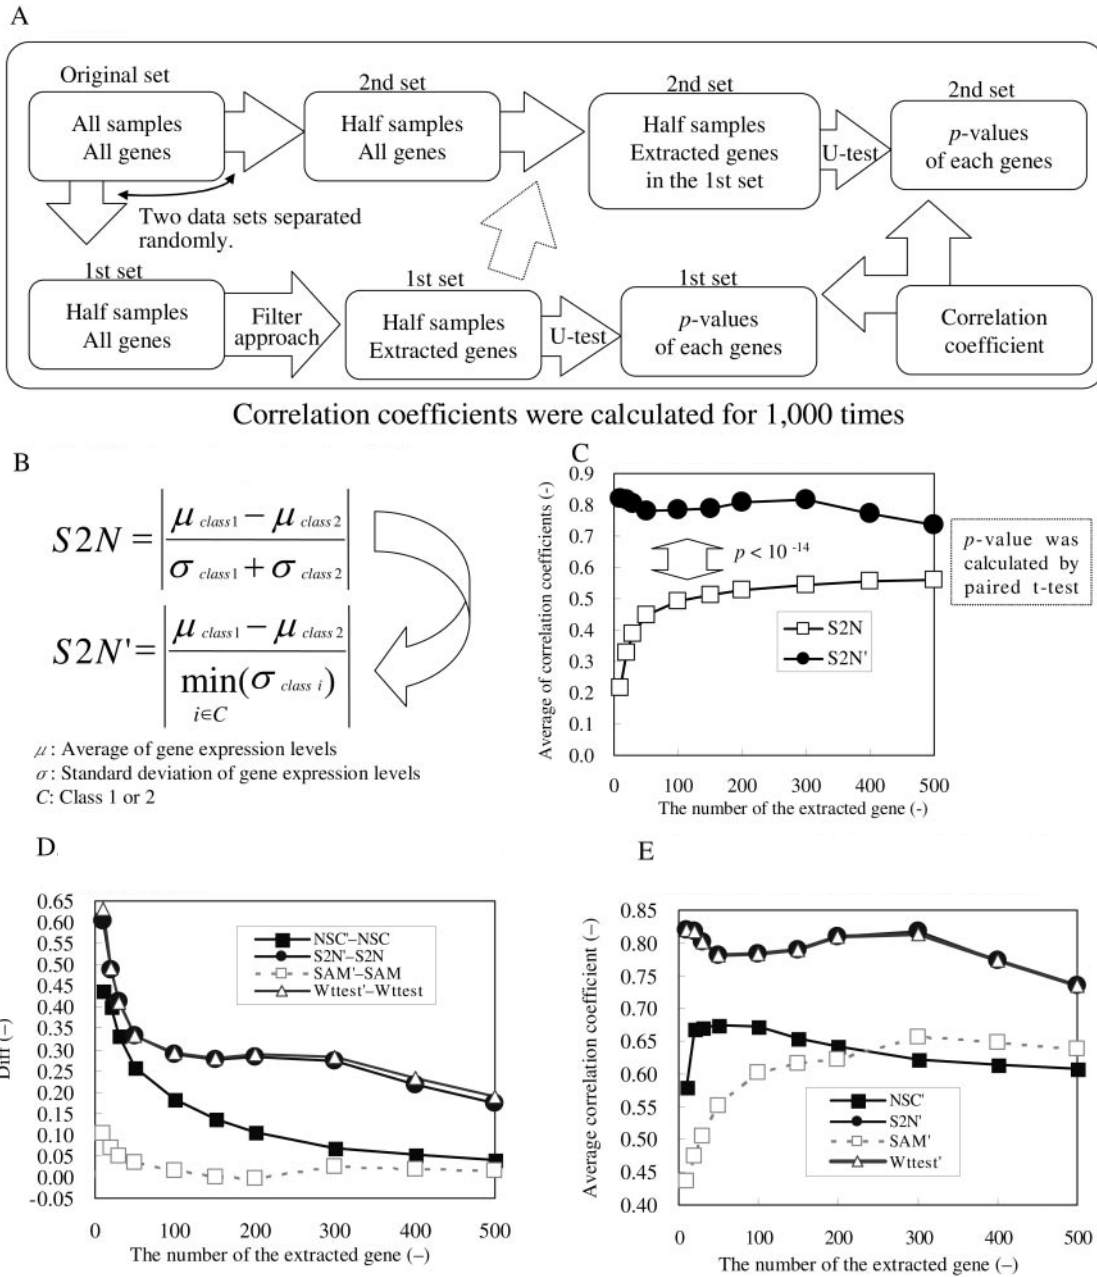 A
Original set
All samples
All genes
2nd set
Half samples
All genes
2nd set
Half samples
Extracted genes
in the 1st set
U-test
2nd set
p-values
of each genes
Two data sets separated
randomly.
1st set
Half samples
All genes
Filter
approach
1st set
Half samples
Extracted genes
U-test
1st set
p-values
of each genes
Correlation
coefficient
Correlation coefficients were calculated for 1,000 times
B
S2N = | μ class1 − μ class2 / σ class1 + σ class2 |
S2N' = | μ class1 − μ class2 / min i∈C (σ class i) |
μ : Average of gene expression levels
σ : Standard deviation of gene expression levels
C: Class 1 or 2
C
Average of correlation coefficients (-)
0.9
0.8
0.7
0.6
0.5
0.4
0.3
0.2
0.1
0.0
p < 10 -14
S2N
S2N'
0 100 200 300 400 500
The number of the extracted gene (-)
p-value was
calculated by
paired t-test
D
Diff (–)
0.65
0.60
0.55
0.50
0.45
0.40
0.35
0.30
0.25
0.20
0.15
0.10
0.05
0.00
-0.05
NSC'–NSC
S2N'–S2N
SAM'–SAM
Wttest'–Wttest
0 100 200 300 400 500
The number of the extracted gene (–)
E
Average correlation coefficient (–)
0.85
0.80
0.75
0.70
0.65
0.60
0.55
0.50
0.45
0.40
NSC'
S2N'
SAM'
Wttest'
0 100 200 300 400 500
The number of the extracted gene (–)